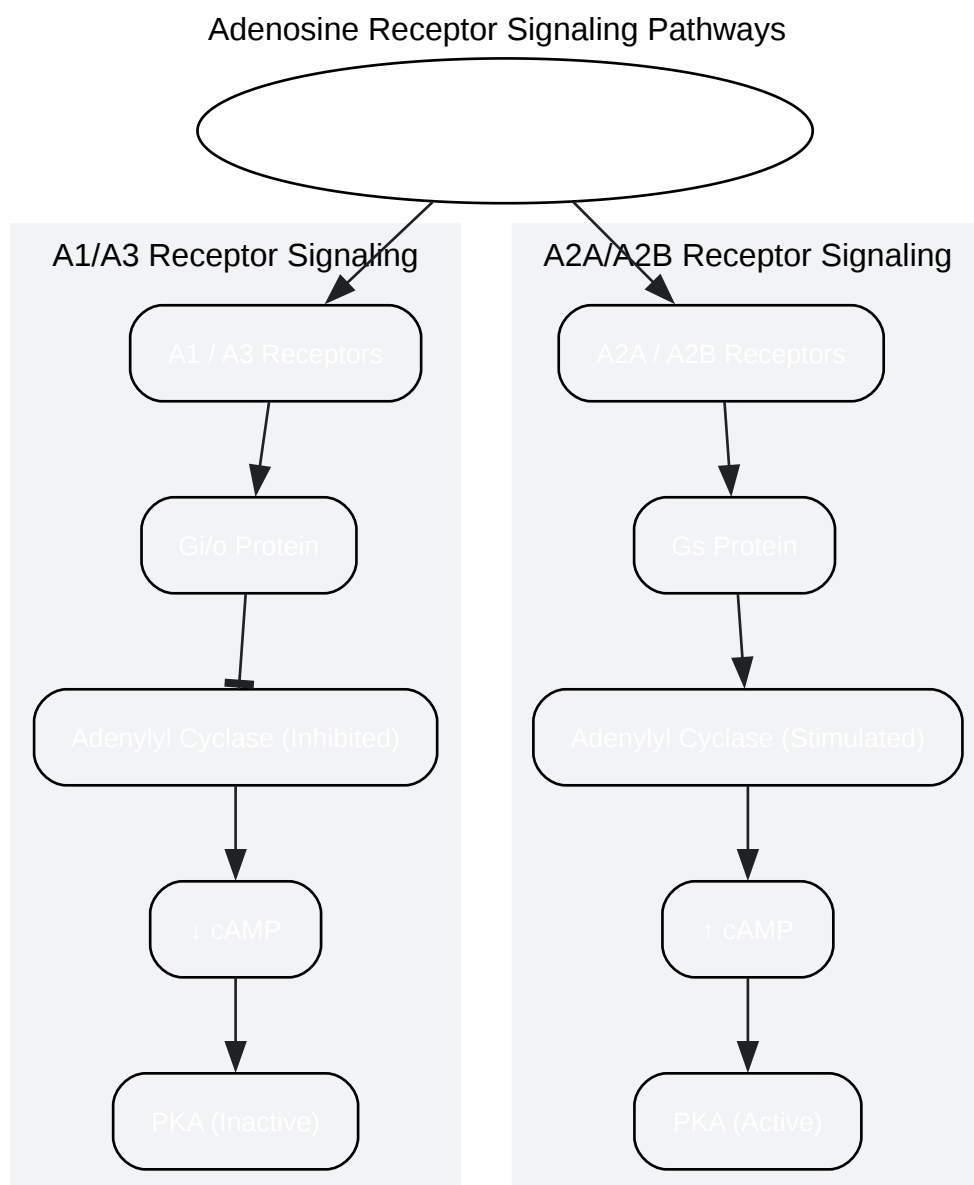 Adenosine Receptor Signaling Pathways
A1/A3 Receptor Signaling
A1 / A3 Receptors
Gi/o Protein
Adenylyl Cyclase (Inhibited)
↓ cAMP
PKA (Inactive)
A2A/A2B Receptor Signaling
A2A / A2B Receptors
Gs Protein
Adenylyl Cyclase (Stimulated)
↑ cAMP
PKA (Active)